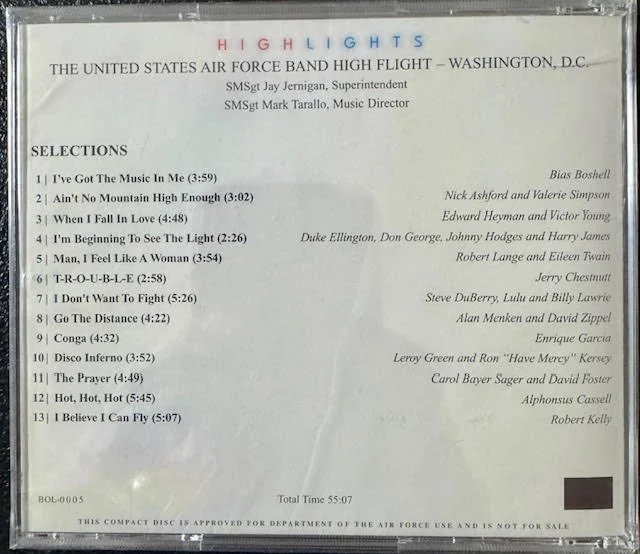 HIGHLIGHTS
THE UNITED STATES AIR FORCE BAND HIGH FLIGHT – WASHINGTON, D.C.
SMSgt Jay Jernigan, Superintendent
SMSgt Mark Tarallo, Music Director
SELECTIONS
1| I've Got The Music In Me (3:59) Bias Boshell
2| Ain't No Mountain High Enough (3:02) Nick Ashford and Valerie Simpson
3| When I Fall In Love (4:48) Edward Heyman and Victor Young
4| I'm Beginning To See The Light (2:26) Duke Ellington, Don George, Johnny Hodges and Harry James
5| Man, I Feel Like A Woman (3:54) Robert Lange and Eileen Twain
6| T-R-O-U-B-L-E (2:58) Jerry Chestnutt
7| I Don't Want To Fight (5:26) Steve DuBerry, Lulu and Billy Lawrie
8| Go The Distance (4:22) Alan Menken and David Zippel
9| Conga (4:32) Enrique Garcia
10| Disco Inferno (3:52) Leroy Green and Ron "Have Mercy" Kersey
11| The Prayer (4:49) Carol Bayer Sager and David Foster
12| Hot, Hot, Hot (5:45) Alphonsus Cassell
13| I Believe I Can Fly (5:07) Robert Kelly
BOL-0005 Total Time 55:07
THIS COMPACT DISC IS APPROVED FOR DEPARTMENT OF THE AIR FORCE USE AND IS NOT FOR SALE